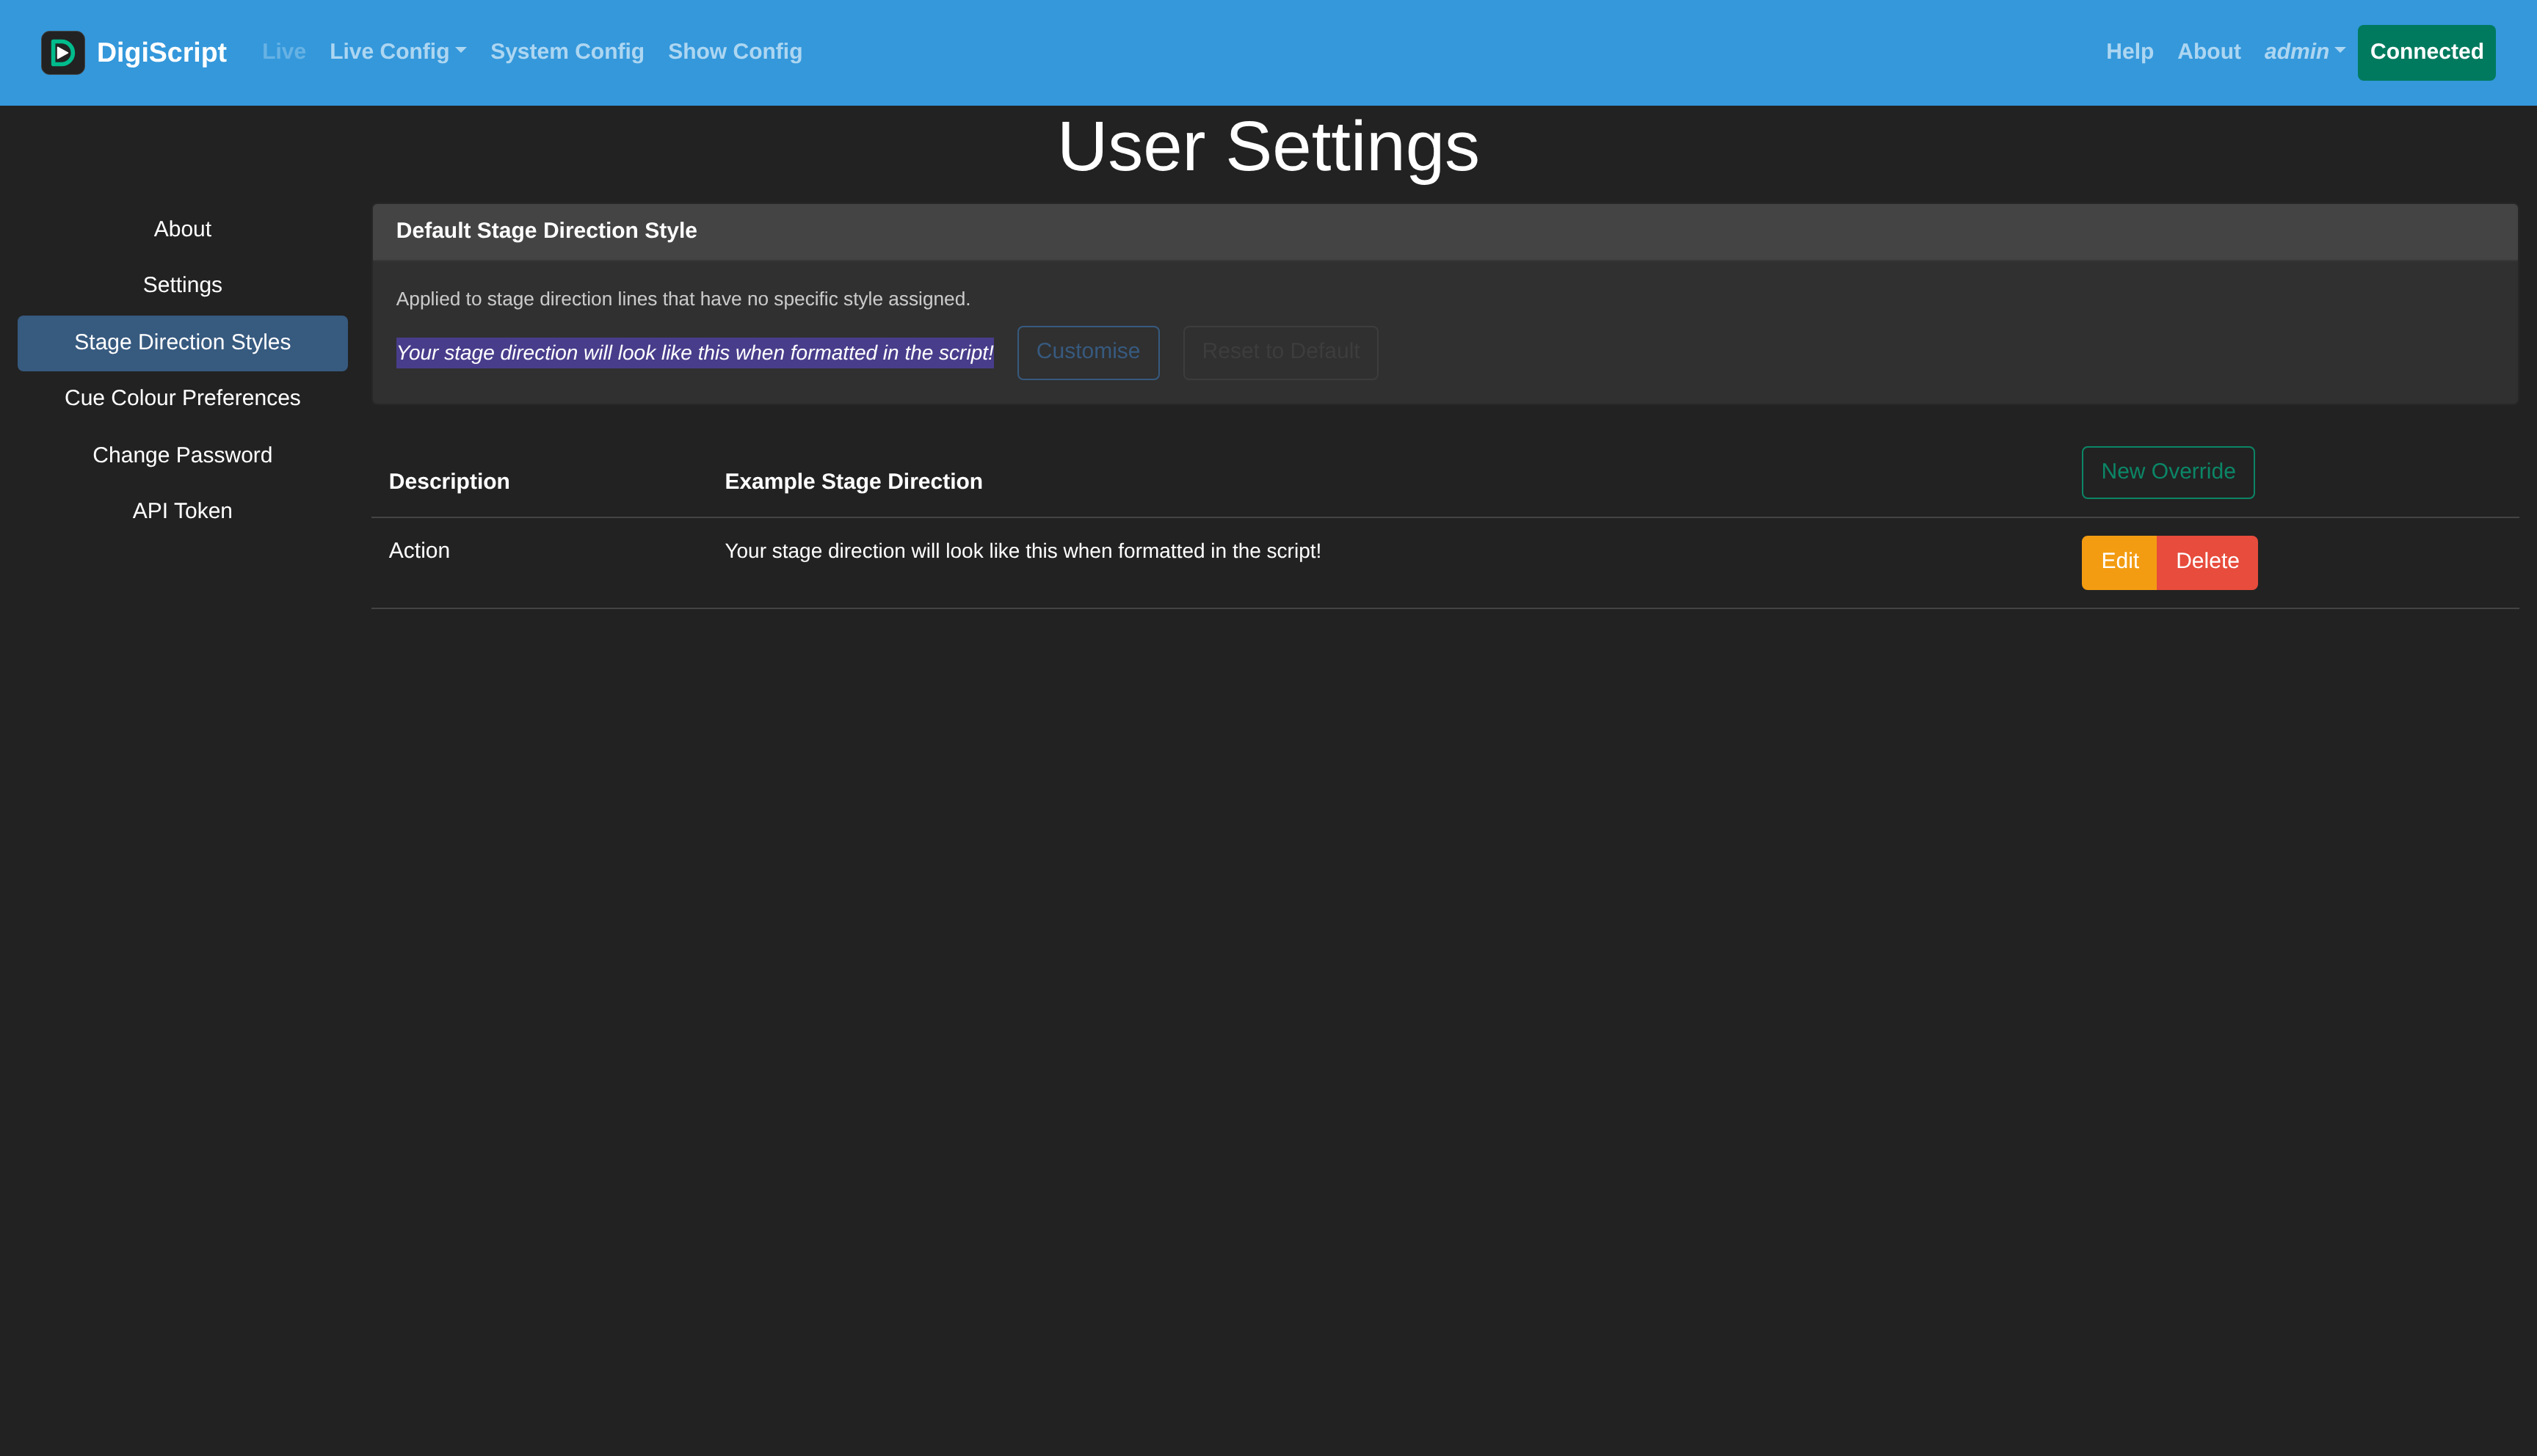 DigiScript Live Live Config System Config Show Config Help About admin Connected
User Settings
About
Settings
Stage Direction Styles
Cue Colour Preferences
Change Password
API Token
Default Stage Direction Style
Applied to stage direction lines that have no specific style assigned.
Your stage direction will look like this when formatted in the script! Customise Reset to Default
Description Example Stage Direction New Override
Action Your stage direction will look like this when formatted in the script! Edit Delete